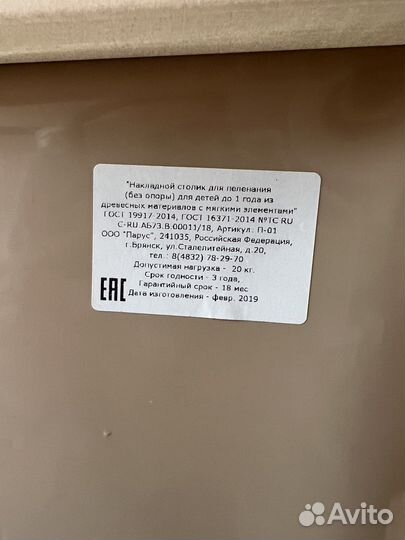 "Накладной столик для пеленания
(без опоры) для детей до 1 года из
древесных материалов с мягкими элементами"
ГОСТ 19917-2014, ГОСТ 16371-2014 №ТС RU
C-RU.АБ73.В.00011/18, Артикул: П-01
ООО "Парус", 241035, Российская Федерация,
г.Брянск, ул.Сталелитейная, д.20,
тел.: 8(4832) 78-29-70
Допустимая нагрузка - 20 кг.
Срок годности - 3 года,
Гарантийный срок - 18 мес
Дата изготовления - февр. 2019
ЕАС
Avito